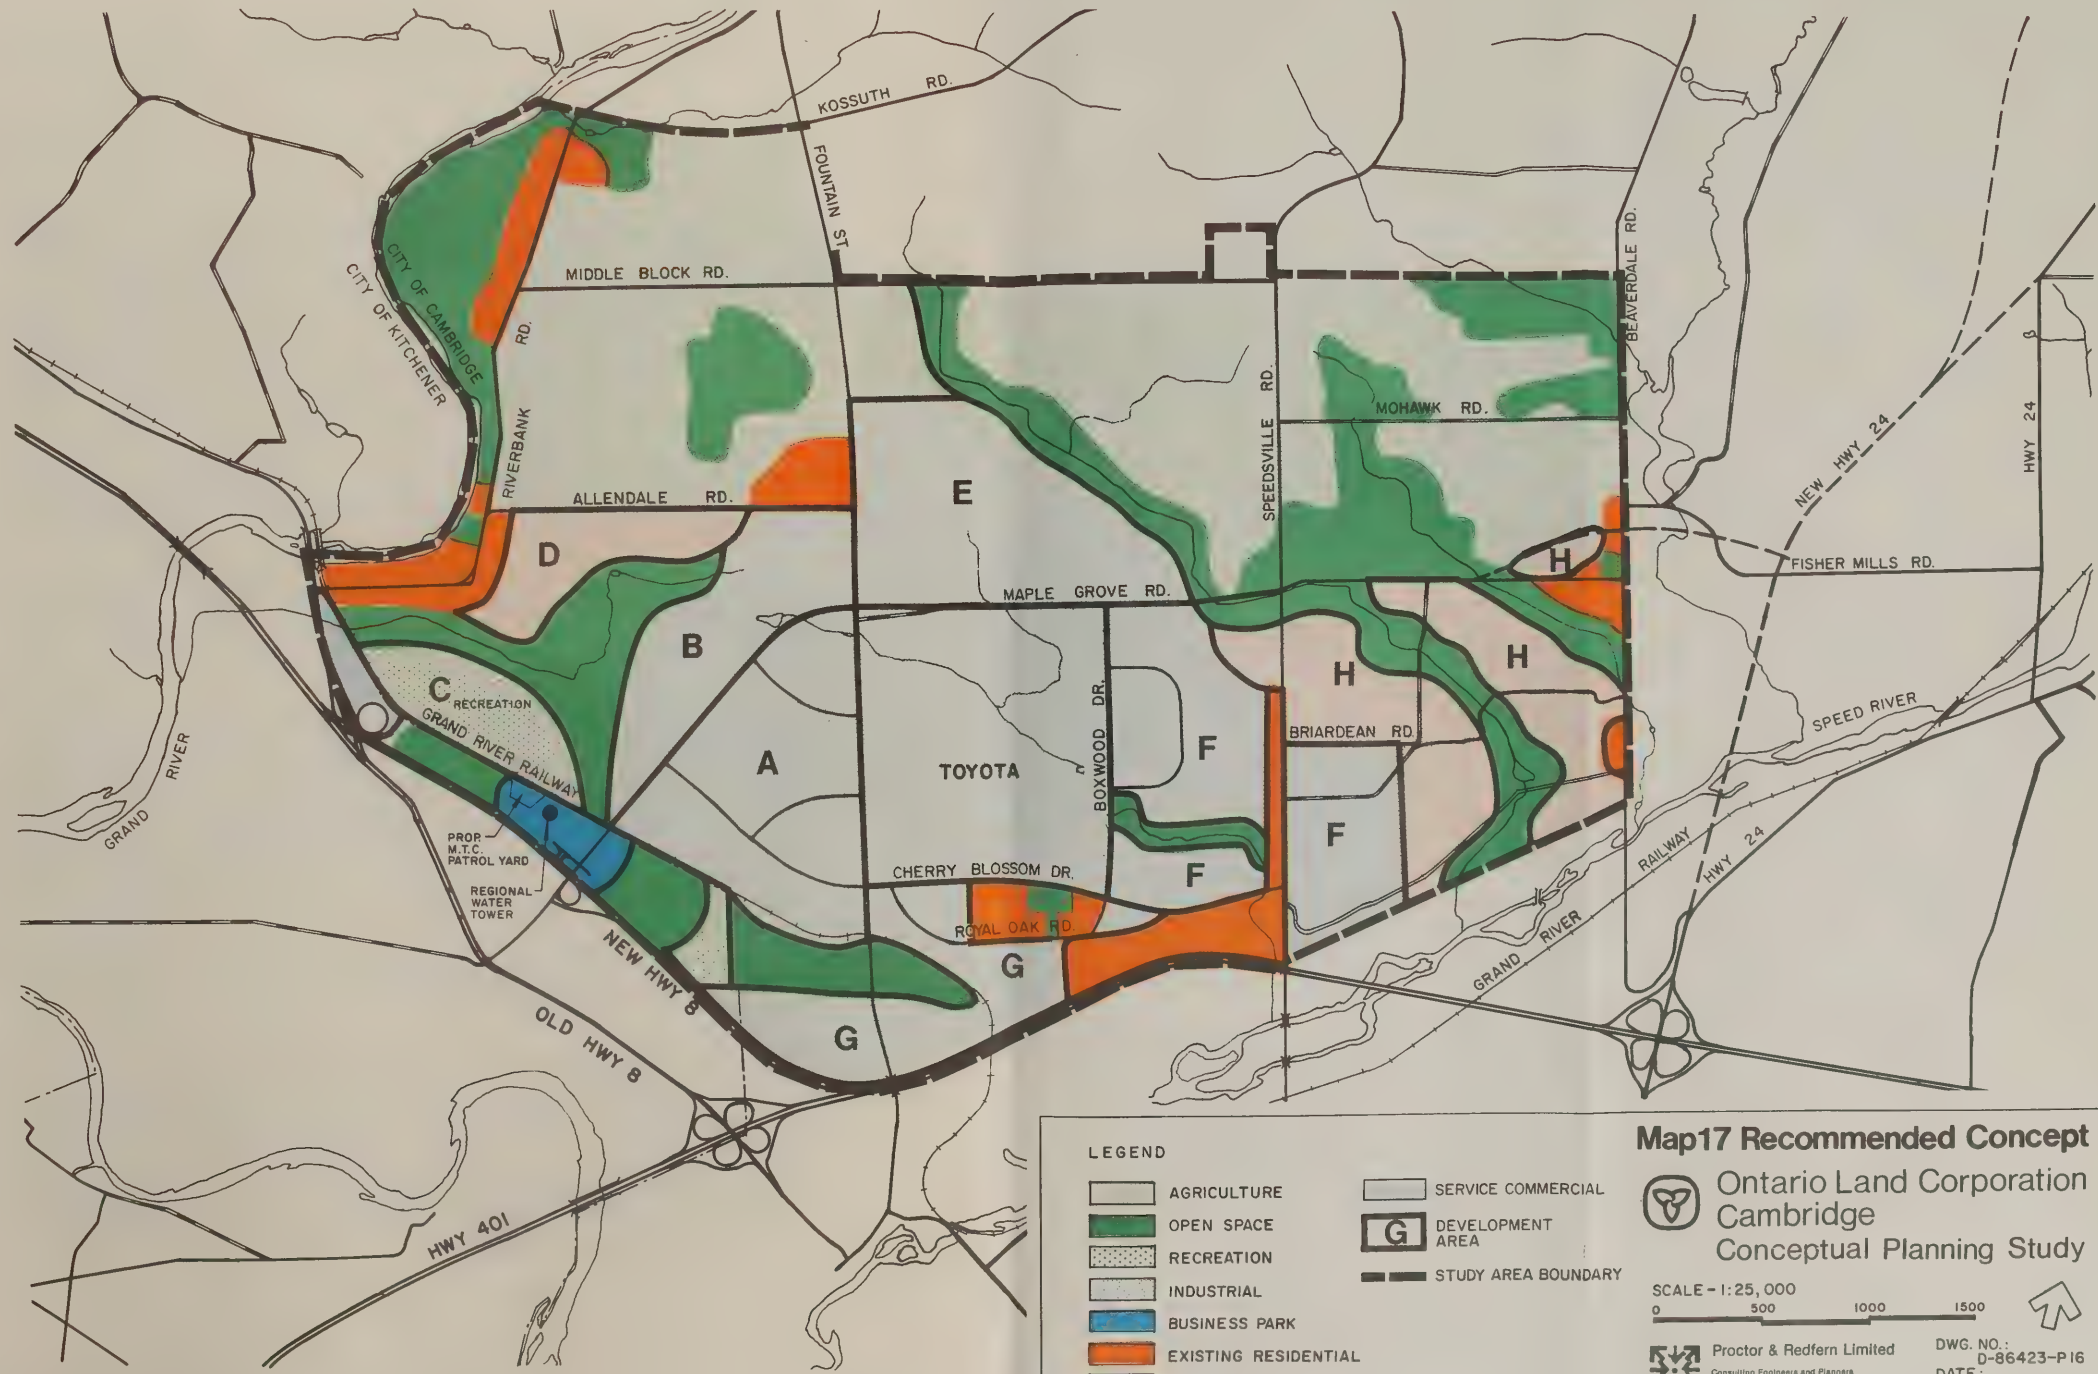 KOSSUTH RD.
FOUNTAIN ST
MIDDLE BLOCK RD.
BEAVERDALE RD.
CITY OF CAMBRIDGE
CITY OF KITCHENER
RIVERBANK RD.
SPEEDSVILLE RD.
MOHAWK RD.
NEW HWY 24
HWY 24
ALLENDALE RD.
E
D
H
FISHER MILLS RD.
MAPLE GROVE RD.
B
H
H
C
RECREATION
GRAND RIVER RAILWAY
GRAND RIVER
A
TOYOTA
BOXWOOD DR.
F
BRIARDEAN RD.
SPEED RIVER
PROP.
M.T.C.
PATROL YARD
REGIONAL
WATER
TOWER
F
F
CHERRY BLOSSOM DR.
ROYAL OAK RD.
G
GRAND RIVER
RAILWAY
HWY 24
NEW HWY 8
OLD HWY 8
G
HWY 401
LEGEND
AGRICULTURE
OPEN SPACE
RECREATION
INDUSTRIAL
BUSINESS PARK
EXISTING RESIDENTIAL
SERVICE COMMERCIAL
G DEVELOPMENT
AREA
STUDY AREA BOUNDARY
Map17 Recommended Concept
Ontario Land Corporation
Cambridge
Conceptual Planning Study
SCALE - 1:25,000
0 500 1000 1500
Proctor & Redfern Limited
Consulting Engineers and Planners
DWG. NO.:
D-86423-P16
DATE: